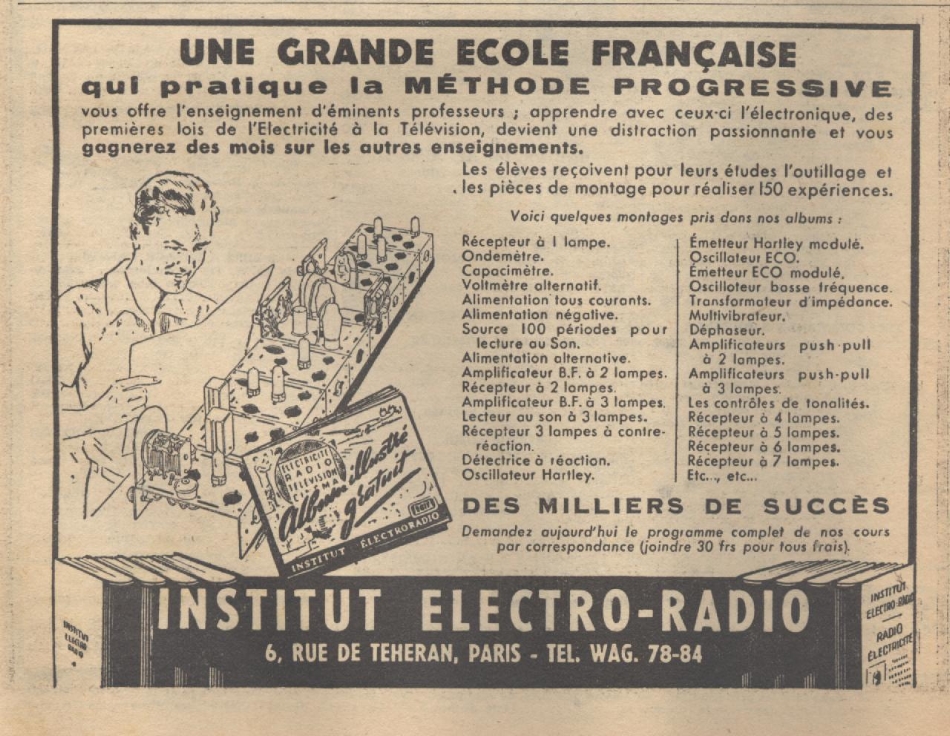 UNE GRANDE ECOLE FRANÇAISE
qui pratique la MÉTHODE PROGRESSIVE
vous offre l'enseignement d'éminents professeurs ; apprendre avec ceux-ci l'électronique, des
premières lois de l'Electricité à la Télévision, devient une distraction passionnante et vous
gagnerez des mois sur les autres enseignements.
Les élèves reçoivent pour leurs études l'outillage et
les pièces de montage pour réaliser 150 expériences.
Voici quelques montages pris dans nos albums :
Récepteur à 1 lampe.
Ondemètre.
Capacimètre.
Voltmètre alternatif.
Alimentation tous courants.
Alimentation négative.
Source 100 périodes pour
lecture au Son.
Alimentation alternative.
Amplificateur B.F. à 2 lampes.
Récepteur à 2 lampes.
Amplificateur B.F. à 3 lampes.
Lecteur au son à 3 lampes.
Récepteur 3 lampes à contre-
réaction.
Détectrice à réaction.
Oscillateur Hartley.
Émetteur Hartley modulé.
Oscillateur ECO.
Émetteur ECO modulé.
Oscillateur basse fréquence.
Transformateur d'impédance.
Multivibrateur.
Déphaseur.
Amplificateurs push-pull
à 2 lampes.
Amplificateurs push-pull
à 3 lampes.
Les contrôles de tonalités.
Récepteur à 4 lampes.
Récepteur à 5 lampes.
Récepteur à 6 lampes.
Récepteur à 7 lampes.
Etc..., etc...
ELECTRICITÉ
RADIO
TÉLÉVISION
CINEMA
Album illustré
gratuit
INSTITUT ÉLECTRORADIO
DES MILLIERS DE SUCCÈS
Demandez aujourd'hui le programme complet de nos cours
par correspondance (joindre 30 frs pour tous frais).
INSTITUT ELECTRO-RADIO
6, RUE DE TEHERAN, PARIS - TEL. WAG. 78-84
INSTITUT
ELECTRO
RADIO
INSTITUT
ELECTRO-RADIO
RADIO
ÉLECTRICITÉ